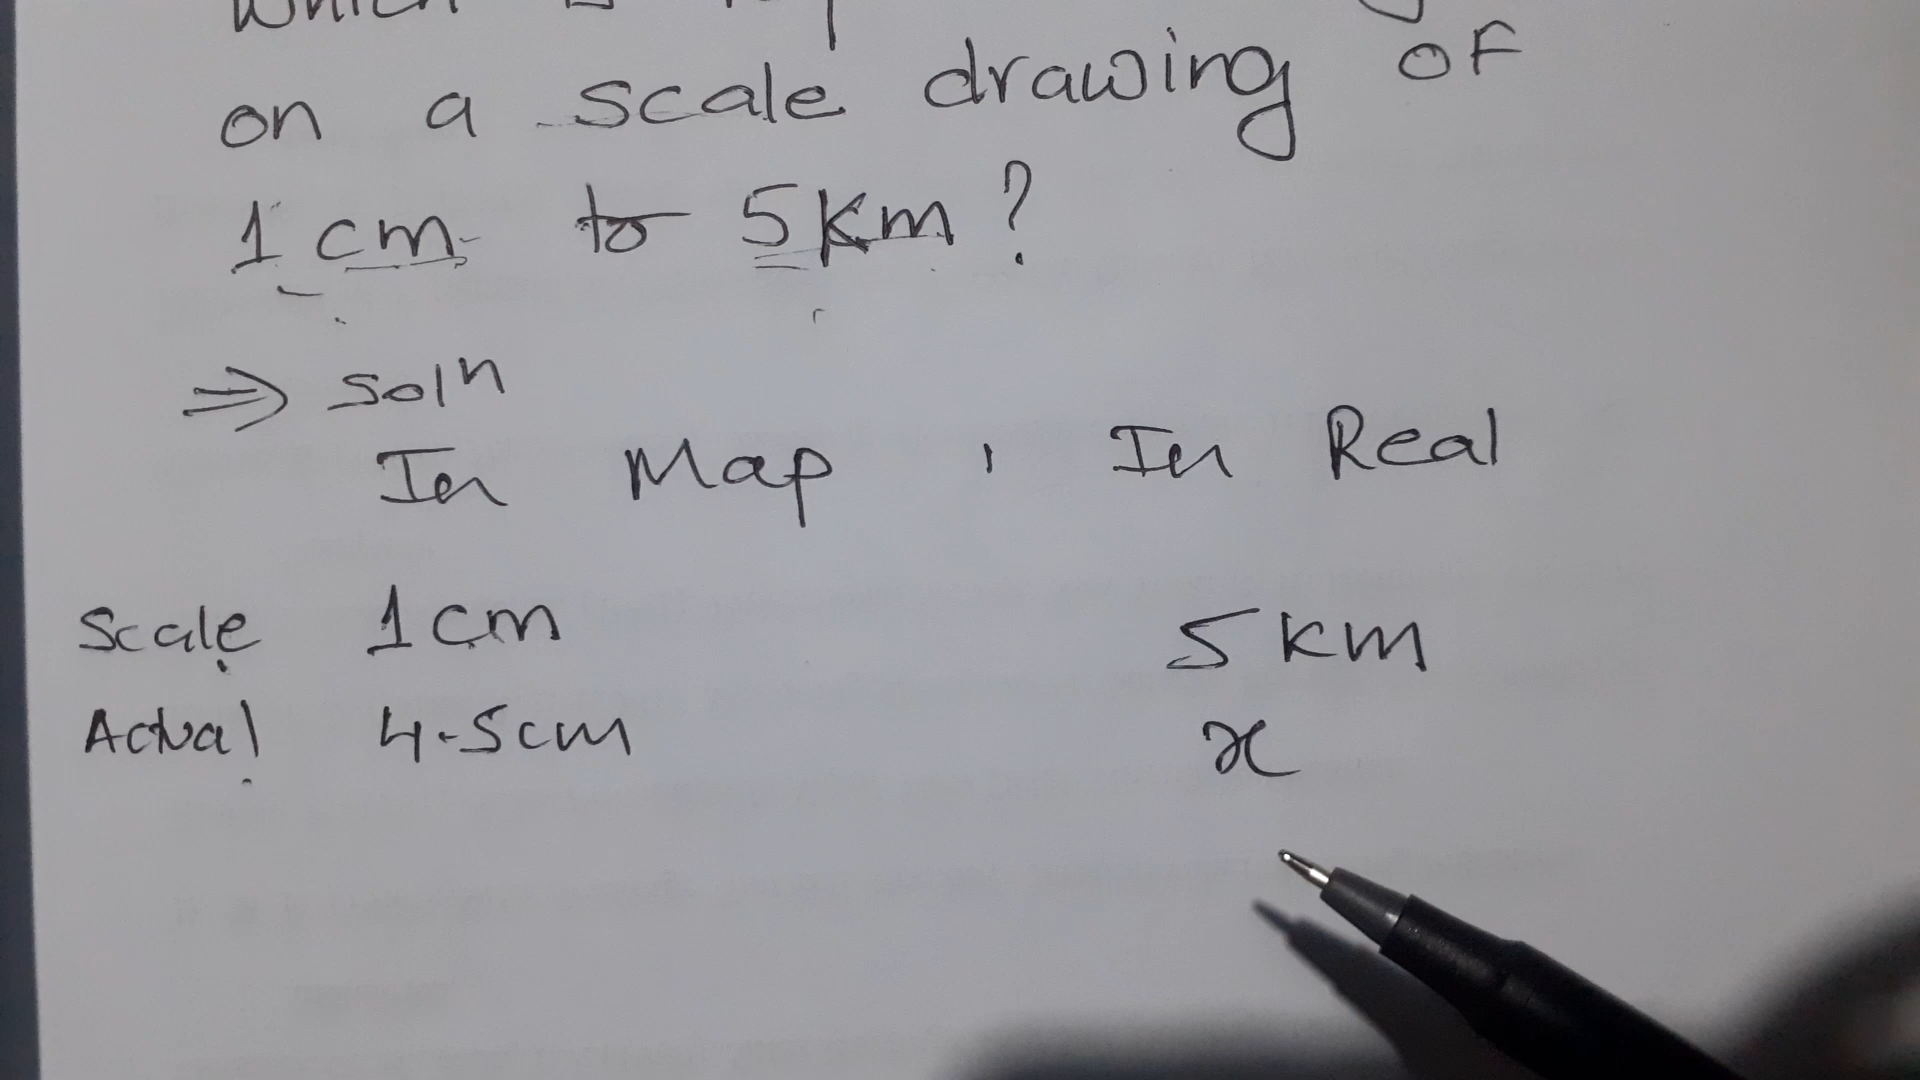 on a scale drawing of
1 cm to 5 Km ?
⇒ Solⁿ
In Map , In Real
Scale 1 cm 5 km
Actual 4.5 cm x